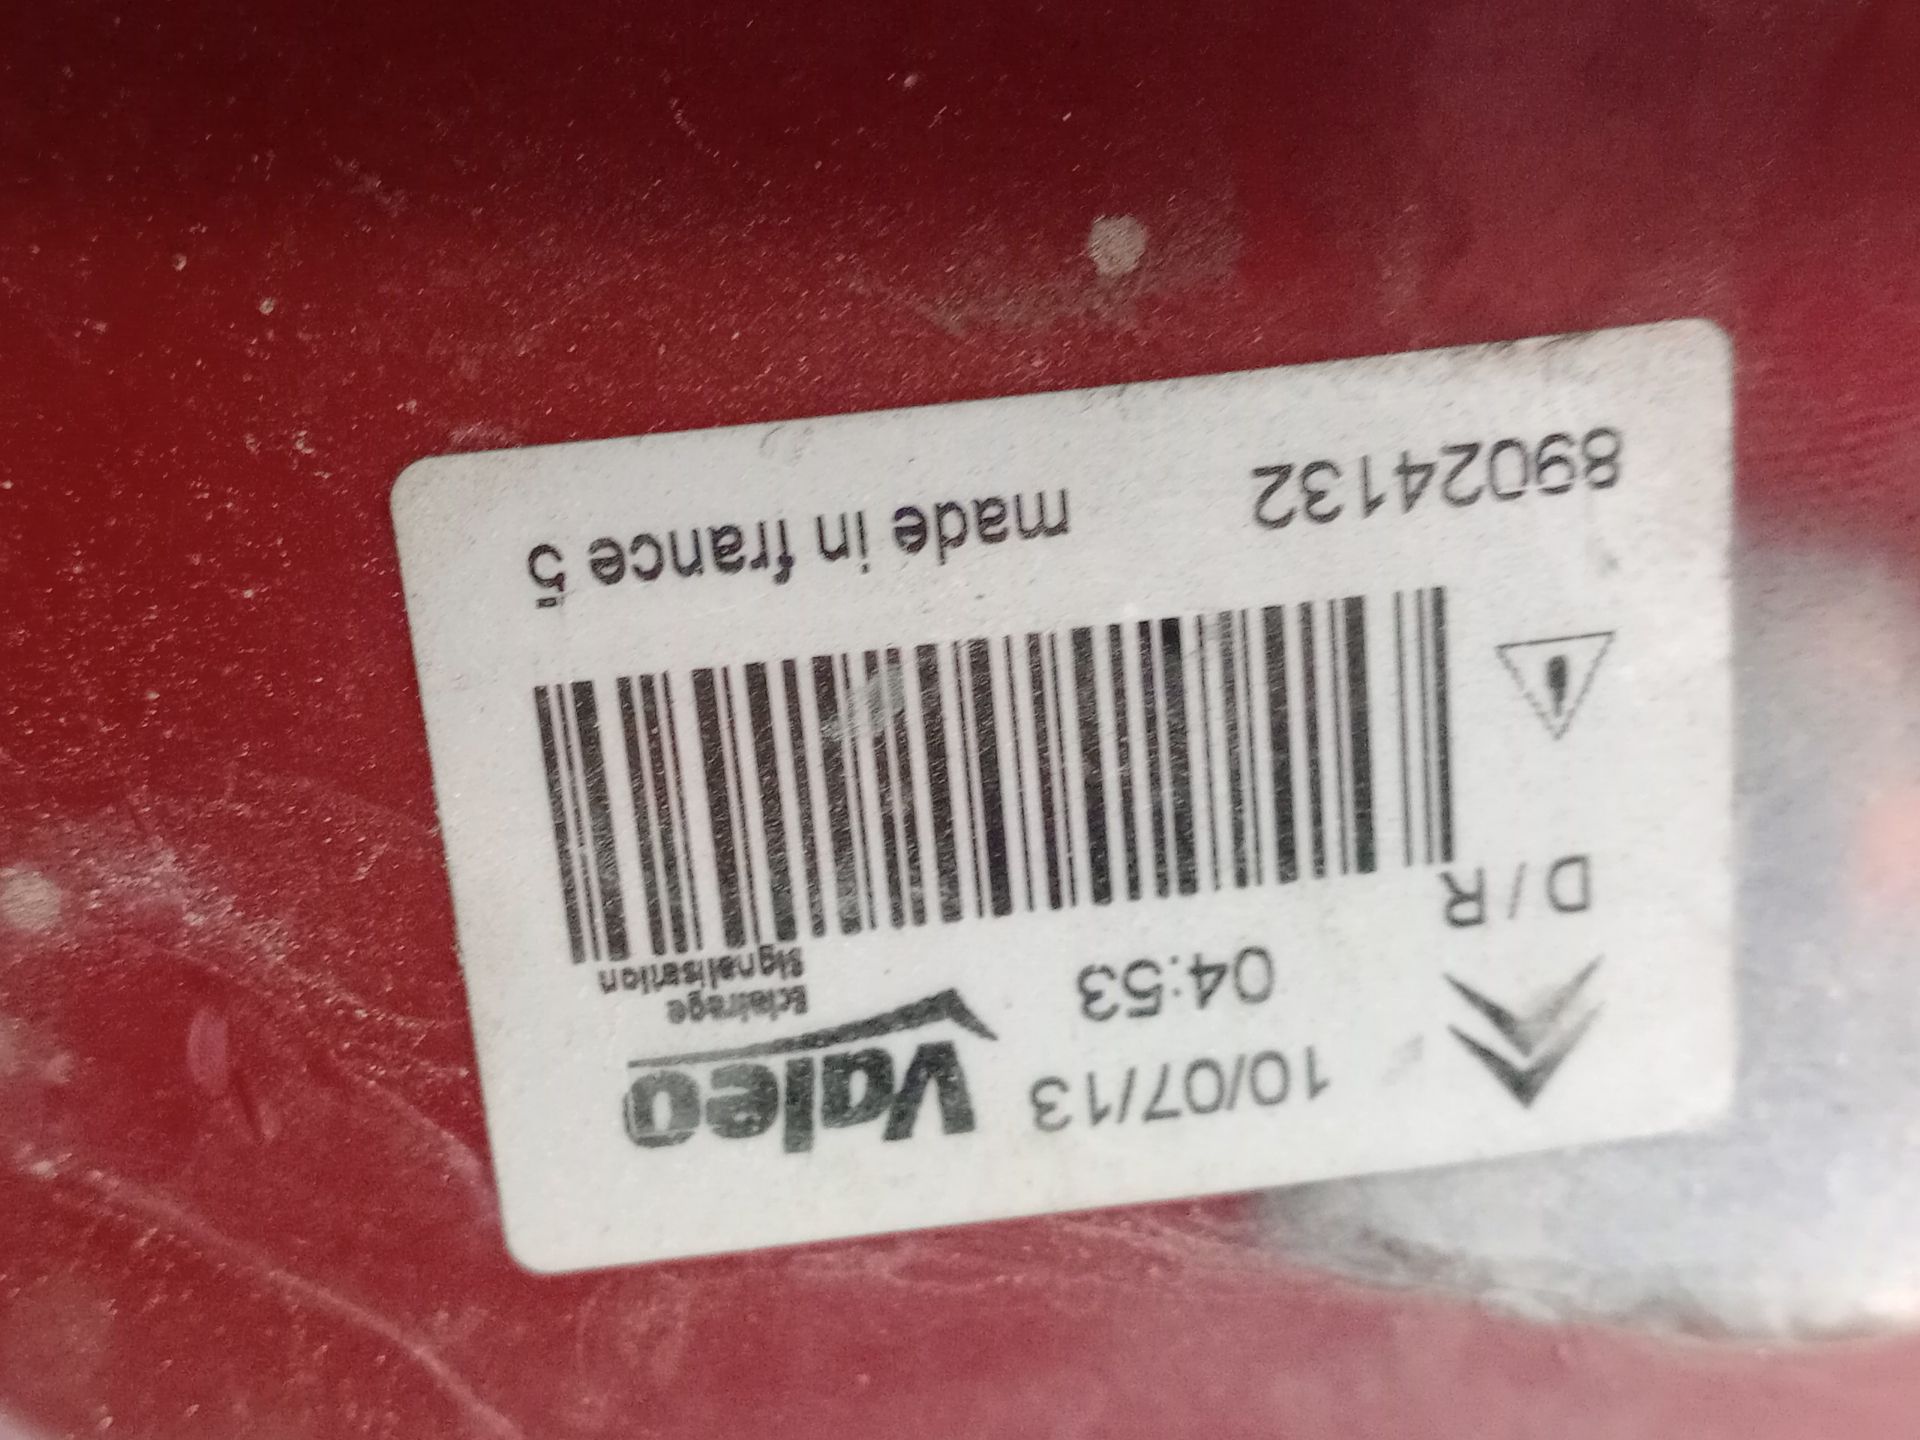 10/07/13 Valeo
04:53 Eclairage
Signalisation
D / R
89024132 made in france 5